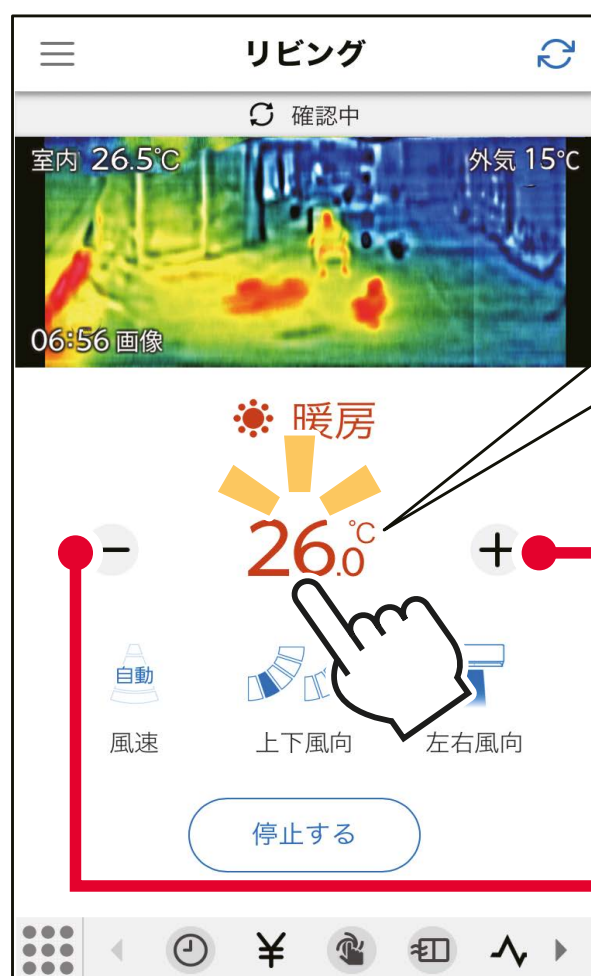 リビング
確認中
室内 26.5℃
外気 15℃
06:56 画像
暖房
26.0℃
自動
風速
上下風向
左右風向
停止する
¥